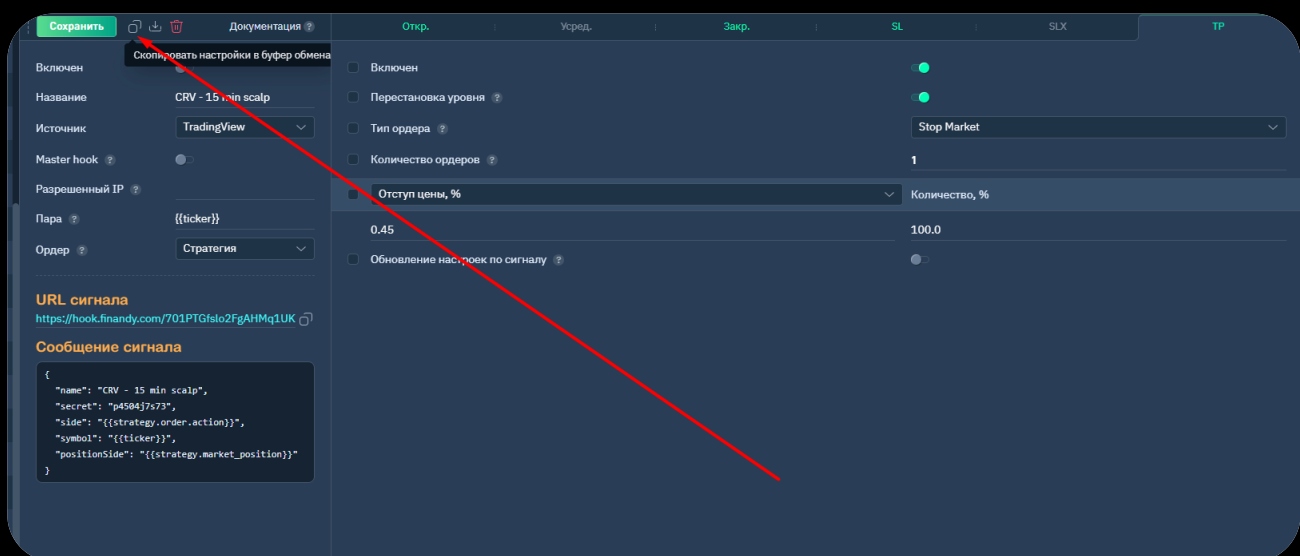 Сохранить
Документация ?
Откр.
Усред.
Закр.
SL
SLX
TP
Скопировать настройки в буфер обмена
Включен
Название
CRV - 15 min scalp
Источник
TradingView
Master hook ?
Разрешенный IP ?
Пара ?
{{ticker}}
Ордер ?
Стратегия
URL сигнала
https://hook.finandy.com/701PTGfslo2FgAHMq1UK
Сообщение сигнала
{
"name": "CRV - 15 min scalp",
"secret": "p4504j7s73",
"side": "{{strategy.order.action}}",
"symbol": "{{ticker}}",
"positionSide": "{{strategy.market_position}}"
}
Включен
Перестановка уровня ?
Тип ордера ?
Stop Market
Количество ордеров ?
1
Отступ цены, %
Количество, %
0.45
100.0
Обновление настроек по сигналу ?